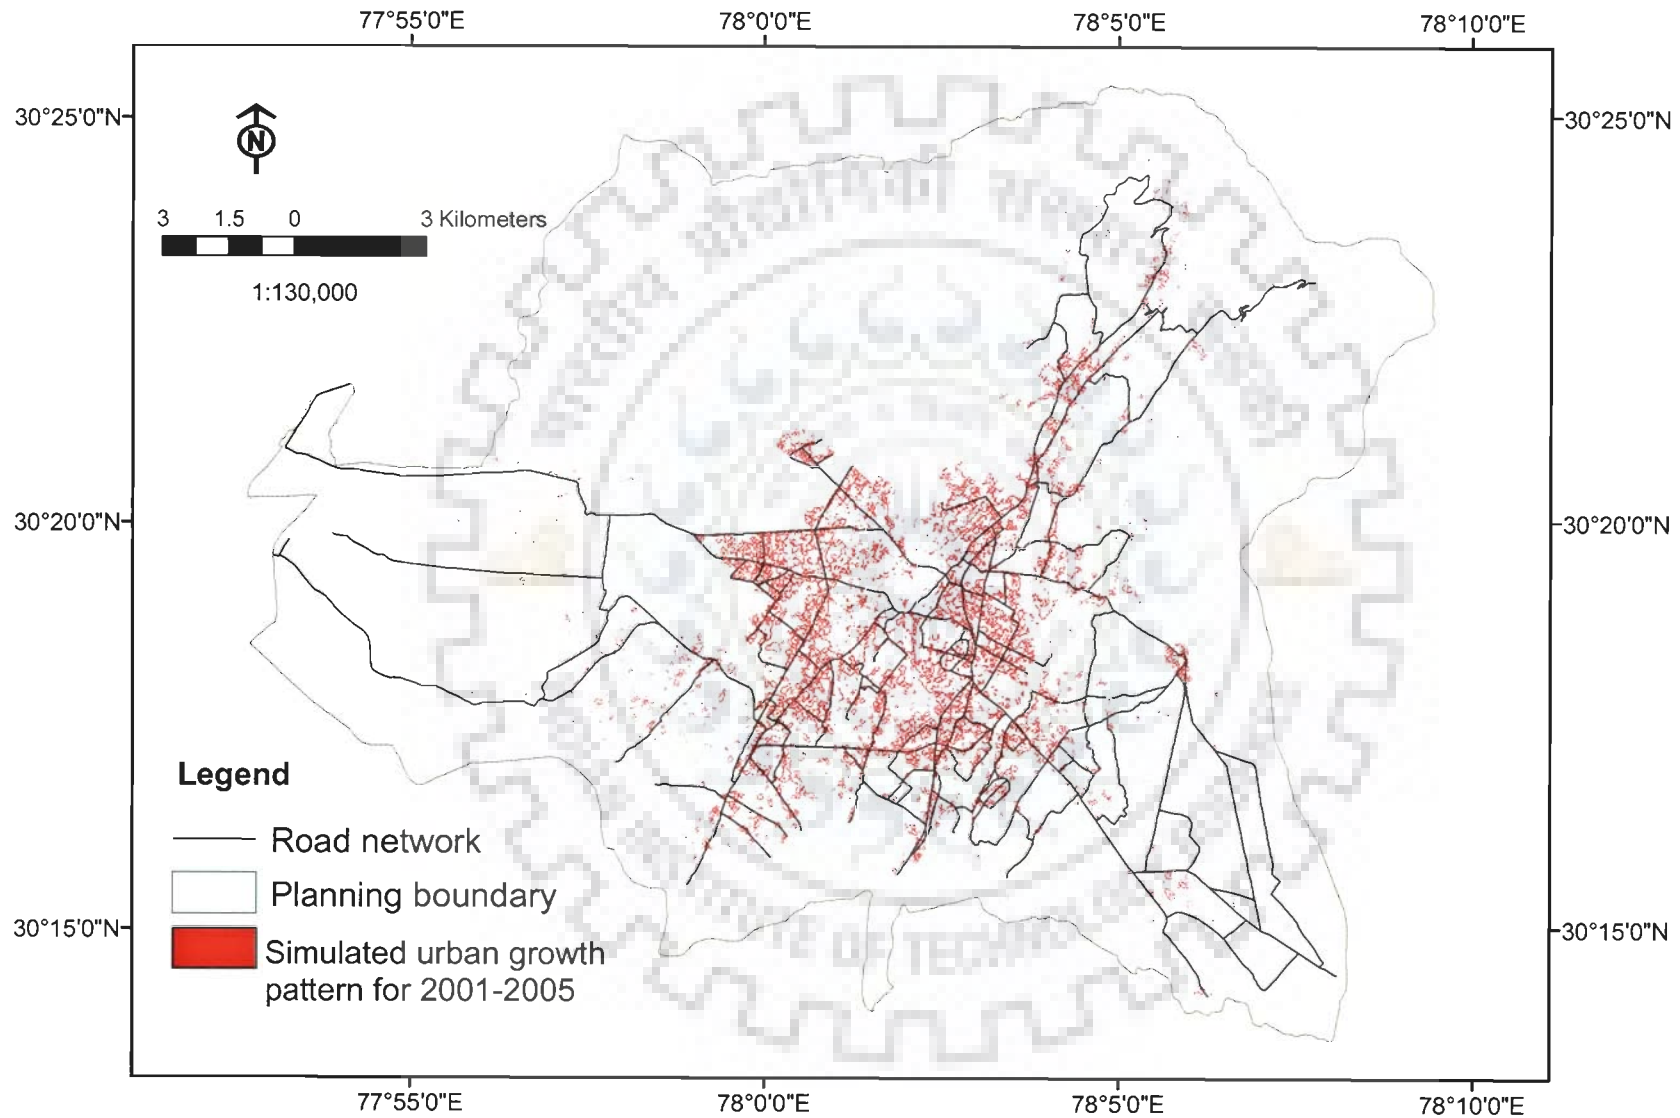 77°55'0"E 78°0'0"E 78°5'0"E 78°10'0"E
30°25'0"N 30°25'0"N
N
3 1.5 0 3 Kilometers
1:130,000
30°20'0"N 30°20'0"N
Legend
Road network
Planning boundary
30°15'0"N 30°15'0"N
Simulated urban growth
pattern for 2001-2005
77°55'0"E 78°0'0"E 78°5'0"E 78°10'0"E